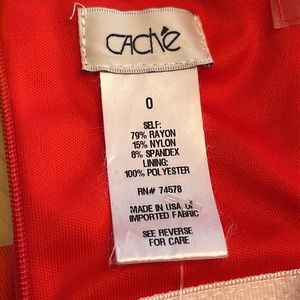 CACHÉ
0
SELF:
79% RAYON
15% NYLON
6% SPANDEX
LINING:
100% POLYESTER
RN# 74578
MADE IN USA OF
IMPORTED FABRIC
SEE REVERSE
FOR CARE